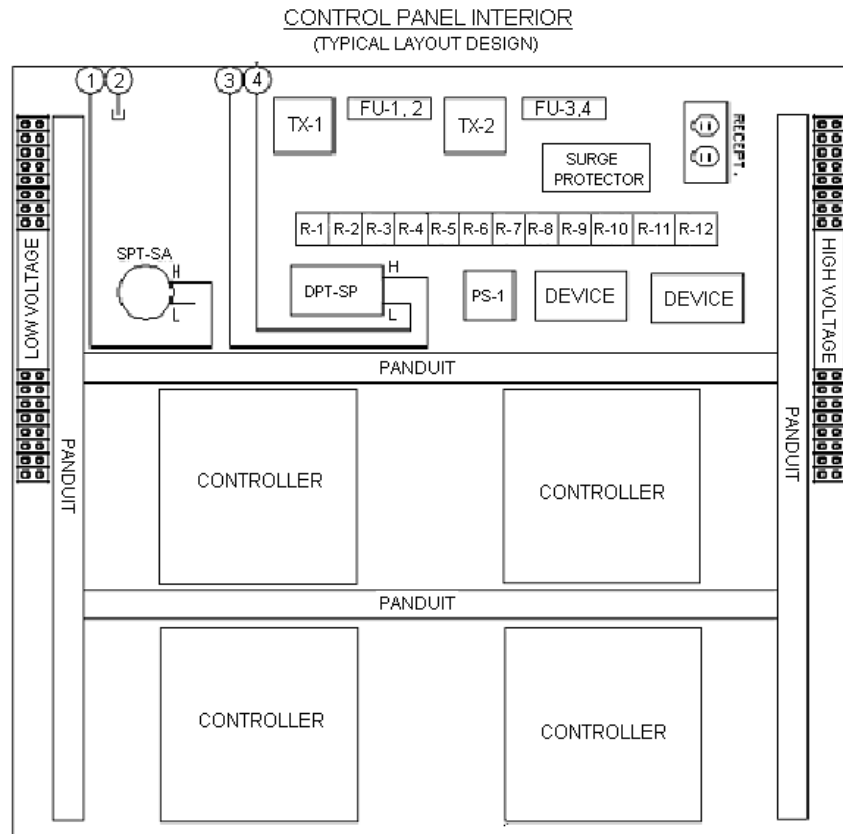 CONTROL PANEL INTERIOR
(TYPICAL LAYOUT DESIGN)
1 2 3 4
TX-1
FU-1, 2
TX-2
FU-3,4
RECEPT.
SURGE
PROTECTOR
R-1 R-2 R-3 R-4 R-5 R-6 R-7 R-8 R-9 R-10 R-11 R-12
SPT-SA
H
L
DPT-SP
H
L
PS-1
DEVICE
DEVICE
LOW VOLTAGE
HIGH VOLTAGE
PANDUIT
PANDUIT
PANDUIT
CONTROLLER
CONTROLLER
PANDUIT
CONTROLLER
CONTROLLER